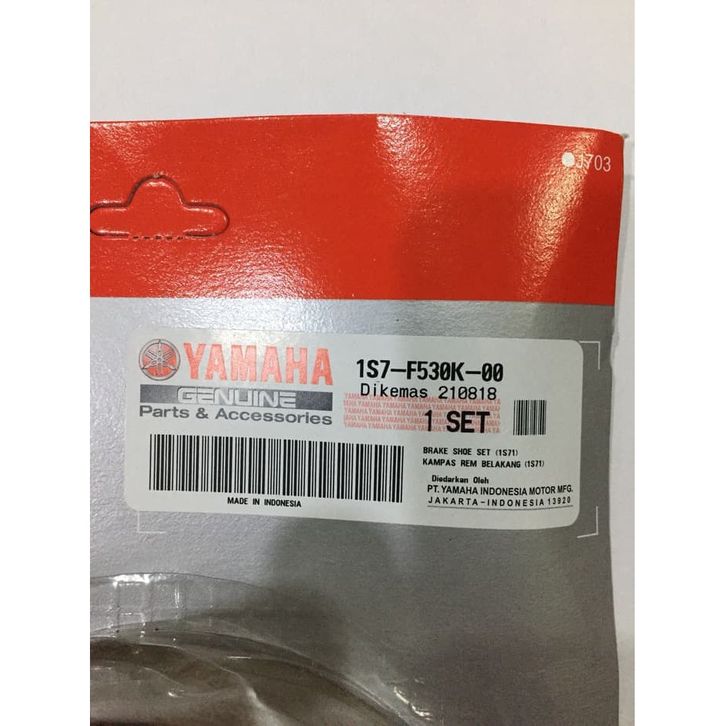 J703
YAMAHA
GENUINE
Parts & Accessories
1S7-F530K-00
Dikemas 210818
1 SET
BRAKE SHOE SET (1S71)
KAMPAS REM BELAKANG (1S71)
Diedarkan Oleh
PT. YAMAHA INDONESIA MOTOR MFG.
JAKARTA-INDONESIA 13920
MADE IN INDONESIA